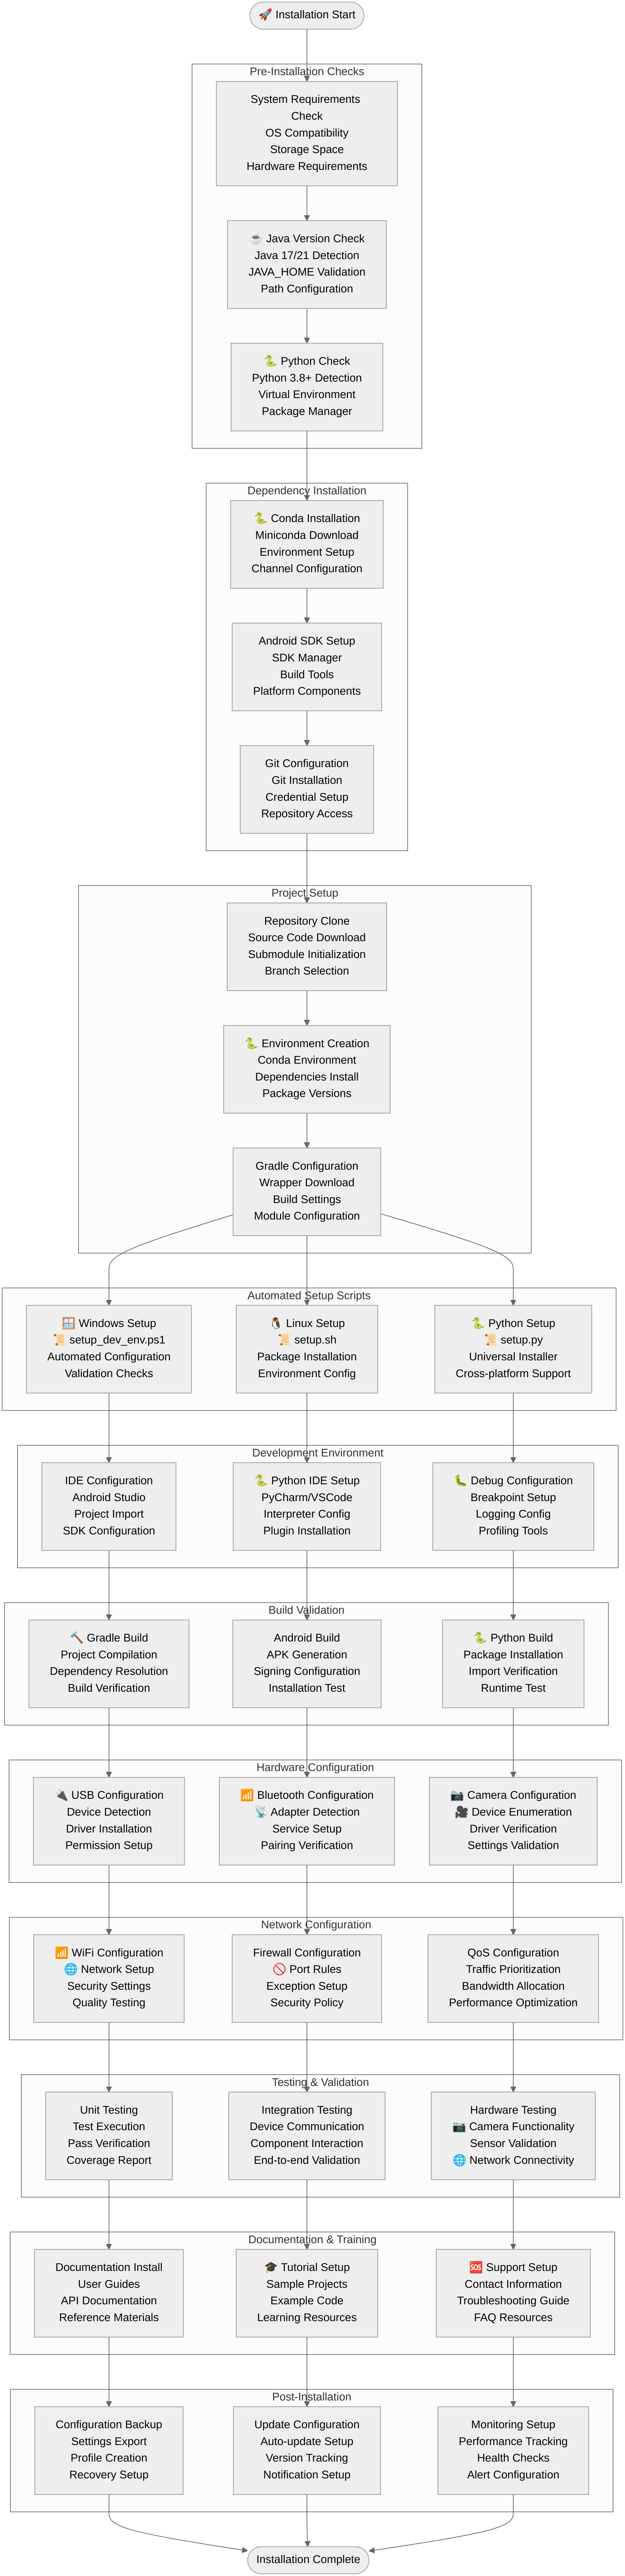 🚀 Installation Start
Pre-Installation Checks
System Requirements
Check
OS Compatibility
Storage Space
Hardware Requirements
☕ Java Version Check
Java 17/21 Detection
JAVA_HOME Validation
Path Configuration
🐍 Python Check
Python 3.8+ Detection
Virtual Environment
Package Manager
Dependency Installation
🐍 Conda Installation
Miniconda Download
Environment Setup
Channel Configuration
Android SDK Setup
SDK Manager
Build Tools
Platform Components
Git Configuration
Git Installation
Credential Setup
Repository Access
Project Setup
Repository Clone
Source Code Download
Submodule Initialization
Branch Selection
🐍 Environment Creation
Conda Environment
Dependencies Install
Package Versions
Gradle Configuration
Wrapper Download
Build Settings
Module Configuration
Automated Setup Scripts
🪟 Windows Setup
📜 setup_dev_env.ps1
Automated Configuration
Validation Checks
🐧 Linux Setup
📜 setup.sh
Package Installation
Environment Config
🐍 Python Setup
📜 setup.py
Universal Installer
Cross-platform Support
Development Environment
IDE Configuration
Android Studio
Project Import
SDK Configuration
🐍 Python IDE Setup
PyCharm/VSCode
Interpreter Config
Plugin Installation
🐛 Debug Configuration
Breakpoint Setup
Logging Config
Profiling Tools
Build Validation
🔨 Gradle Build
Project Compilation
Dependency Resolution
Build Verification
Android Build
APK Generation
Signing Configuration
Installation Test
🐍 Python Build
Package Installation
Import Verification
Runtime Test
Hardware Configuration
🔌 USB Configuration
Device Detection
Driver Installation
Permission Setup
📶 Bluetooth Configuration
📡 Adapter Detection
Service Setup
Pairing Verification
📷 Camera Configuration
🎥 Device Enumeration
Driver Verification
Settings Validation
Network Configuration
📶 WiFi Configuration
🌐 Network Setup
Security Settings
Quality Testing
Firewall Configuration
🚫 Port Rules
Exception Setup
Security Policy
QoS Configuration
Traffic Prioritization
Bandwidth Allocation
Performance Optimization
Testing & Validation
Unit Testing
Test Execution
Pass Verification
Coverage Report
Integration Testing
Device Communication
Component Interaction
End-to-end Validation
Hardware Testing
📷 Camera Functionality
Sensor Validation
🌐 Network Connectivity
Documentation & Training
Documentation Install
User Guides
API Documentation
Reference Materials
🎓 Tutorial Setup
Sample Projects
Example Code
Learning Resources
🆘 Support Setup
Contact Information
Troubleshooting Guide
FAQ Resources
Post-Installation
Configuration Backup
Settings Export
Profile Creation
Recovery Setup
Update Configuration
Auto-update Setup
Version Tracking
Notification Setup
Monitoring Setup
Performance Tracking
Health Checks
Alert Configuration
Installation Complete